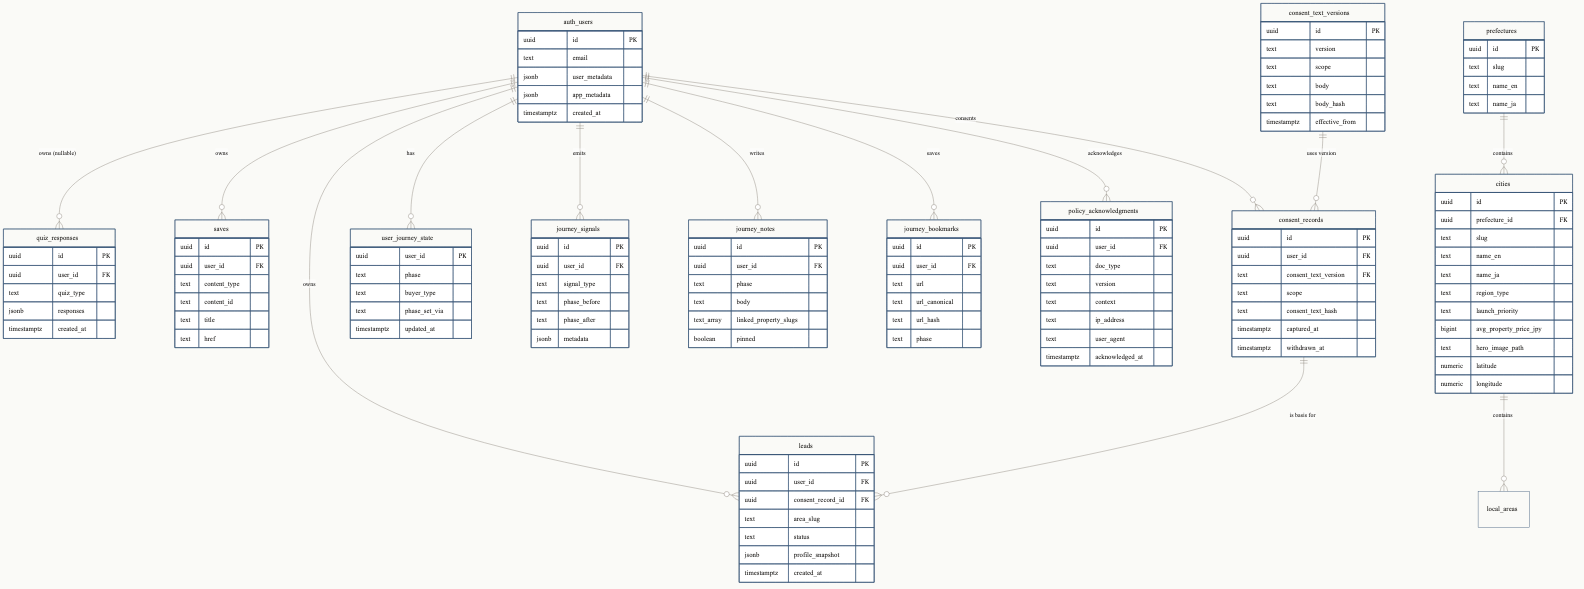 auth_users
uuid id PK
text email
jsonb user_metadata
jsonb app_metadata
timestamptz created_at
consent_text_versions
uuid id PK
text version
text scope
text body
text body_hash
timestamptz effective_from
prefectures
uuid id PK
text slug
text name_en
text name_ja
consents
owns (nullable)
owns
has
emits
writes
saves
acknowledges
uses version
contains
quiz_responses
uuid id PK
uuid user_id FK
text quiz_type
jsonb responses
timestamptz created_at
saves
uuid id PK
uuid user_id FK
text content_type
text content_id
text title
text href
owns
user_journey_state
uuid user_id PK
text phase
text buyer_type
text phase_set_via
timestamptz updated_at
journey_signals
uuid id PK
uuid user_id FK
text signal_type
text phase_before
text phase_after
jsonb metadata
journey_notes
uuid id PK
uuid user_id FK
text phase
text body
text_array linked_property_slugs
boolean pinned
journey_bookmarks
uuid id PK
uuid user_id FK
text url
text url_canonical
text url_hash
text phase
policy_acknowledgments
uuid id PK
uuid user_id FK
text doc_type
text version
text context
text ip_address
text user_agent
timestamptz acknowledged_at
consent_records
uuid id PK
uuid user_id FK
text consent_text_version FK
text scope
text consent_text_hash
timestamptz captured_at
timestamptz withdrawn_at
cities
uuid id PK
uuid prefecture_id FK
text slug
text name_en
text name_ja
text region_type
text launch_priority
bigint avg_property_price_jpy
text hero_image_path
numeric latitude
numeric longitude
is basis for
contains
leads
uuid id PK
uuid user_id FK
uuid consent_record_id FK
text area_slug
text status
jsonb profile_snapshot
timestamptz created_at
local_areas